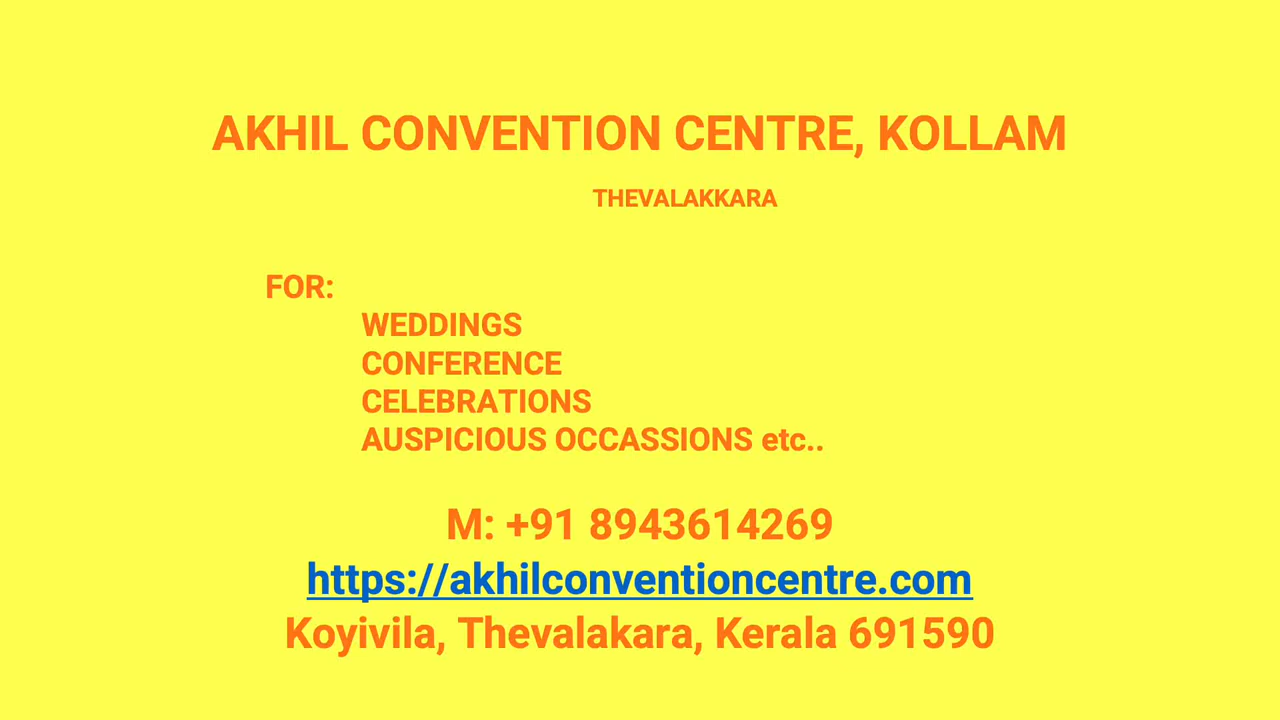 AKHIL CONVENTION CENTRE, KOLLAM
THEVALAKKARA
FOR:
WEDDINGS
CONFERENCE
CELEBRATIONS
AUSPICIOUS OCCASSIONS etc..
M: +91 8943614269
https://akhilconventioncentre.com
Koyivila, Thevalakara, Kerala 691590